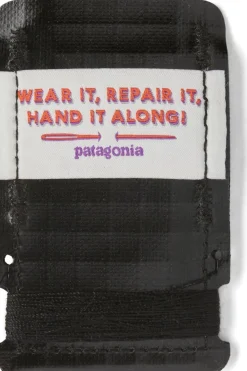 WEAR IT, REPAIR IT,
HAND IT ALONG!
patagonia